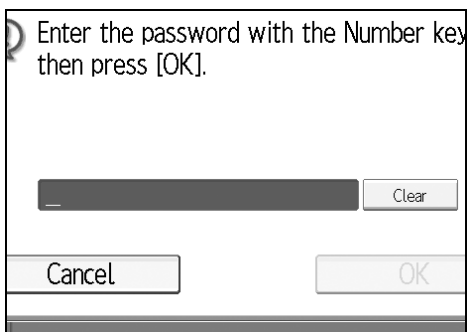 Enter the password with the Number key
then press [OK].
_
Clear
Cancel
OK